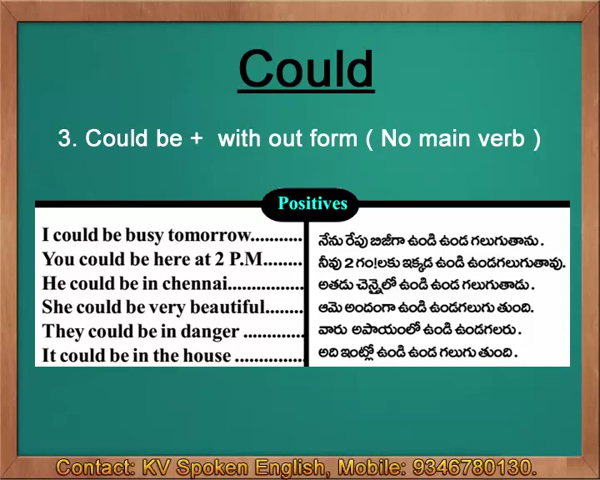 Could
3. Could be + with out form ( No main verb )
Positives
I could be busy tomorrow........... నేను రేపు బిజీగా ఉండి ఉండ గలుగుతాను.
You could be here at 2 P.M........ నీవు 2 గం!లకు ఇక్కడ ఉండి ఉండగలుగుతావు.
He could be in chennai............... అతడు చెన్నైలో ఉండి ఉండ గలుగుతాడు.
She could be very beautiful........ ఆమె అందంగా ఉండి ఉండగలుగు తుంది.
They could be in danger ............. వారు అపాయంలో ఉండి ఉండగలరు.
It could be in the house ............... అది ఇంట్లో ఉండి ఉండ గలుగు తుంది.
Contact: KV Spoken English, Mobile: 9346780130.